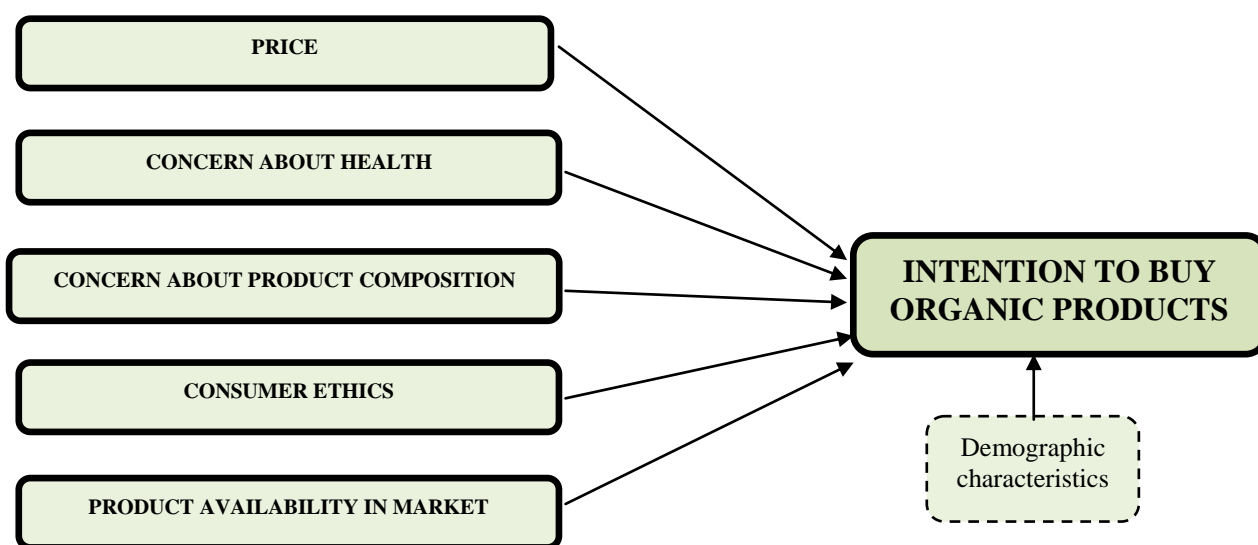 PRICE
CONCERN ABOUT HEALTH
CONCERN ABOUT PRODUCT COMPOSITION
CONSUMER ETHICS
PRODUCT AVAILABILITY IN MARKET
INTENTION TO BUY
ORGANIC PRODUCTS
Demographic
characteristics